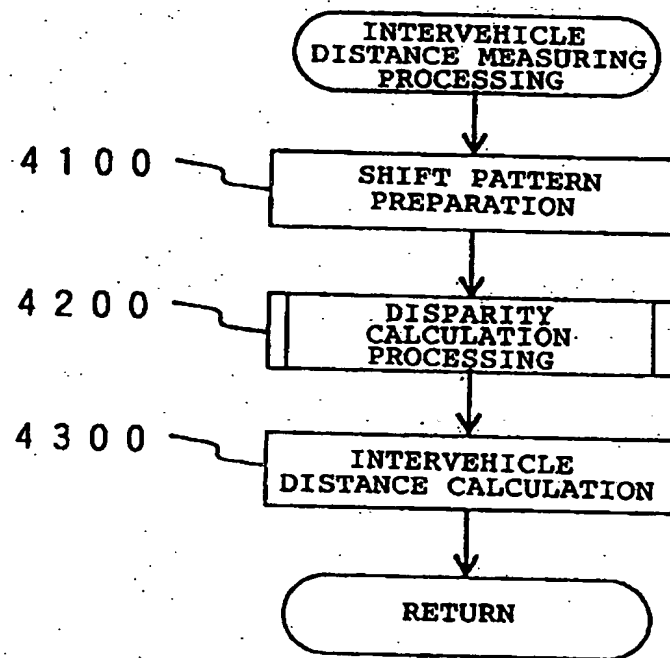 INTERVEHICLE
DISTANCE MEASURING
PROCESSING
4100
SHIFT PATTERN
PREPARATION
4200
DISPARITY
CALCULATION
PROCESSING
4300
INTERVEHICLE
DISTANCE CALCULATION
RETURN